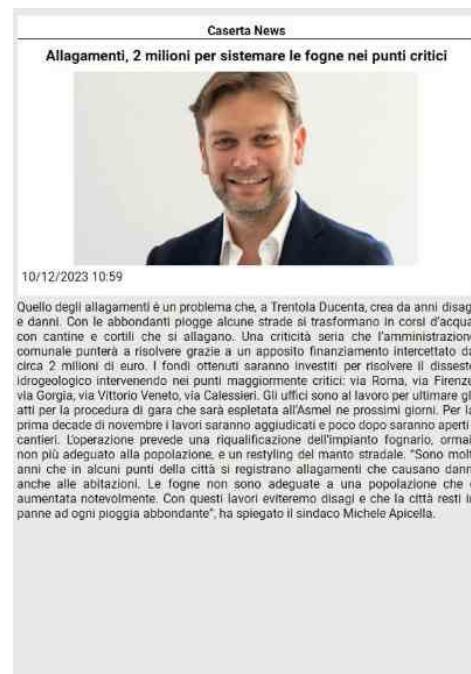 Caserta News
Allagamenti, 2 milioni per sistemare le fogne nei punti critici
10/12/2023 10:59
Quello degli allagamenti è un problema che, a Trentola Ducenta, crea da anni disag
e danni. Con le abbondanti piogge alcune strade si trasformano in corsi d'acqua
con cantine e cortili che si allagano. Una criticità seria che l'amministrazione
comunale punterà a risolvere grazie a un apposito finanziamento intercettato da
circa 2 milioni di euro. I fondi ottenuti saranno investiti per risolvere il dissesto
idrogeologico intervenendo nei punti maggiormente critici: via Roma, via Firenze
via Gorgia, via Vittorio Veneto, via Calessieri. Gli uffici sono al lavoro per ultimare gl
atti per la procedura di gara che sarà espletata all'Asmel ne prossimi giorni. Per la
prima decade di novembre i lavori saranno aggiudicati e poco dopo saranno aperti
cantieri. L'operazione prevede una riqualificazione dell'impianto fognario, ormai
non più adeguato alla popolazione, e un restyling del manto stradale. "Sono molt
anni che in alcuni punti della città si registrano allagamenti che causano dann
anche alle abitazioni. Le fogne non sono adeguate a una popolazione che
aumentata notevolmente. Con questi lavori eviteremo disagi e che la città resti i
panne ad ogni pioggia abbondante", ha spiegato il sindaco Michele Apicella.